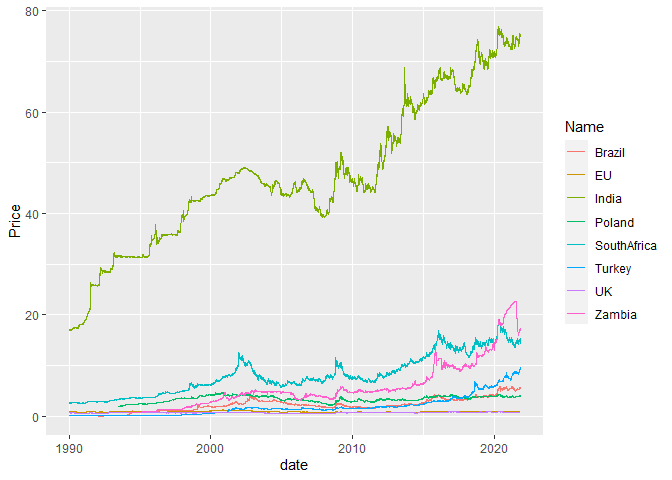 80
60
40
20
0
Price
1990
2000
2010
2020
date
Name
Brazil
EU
India
Poland
SouthAfrica
Turkey
UK
Zambia